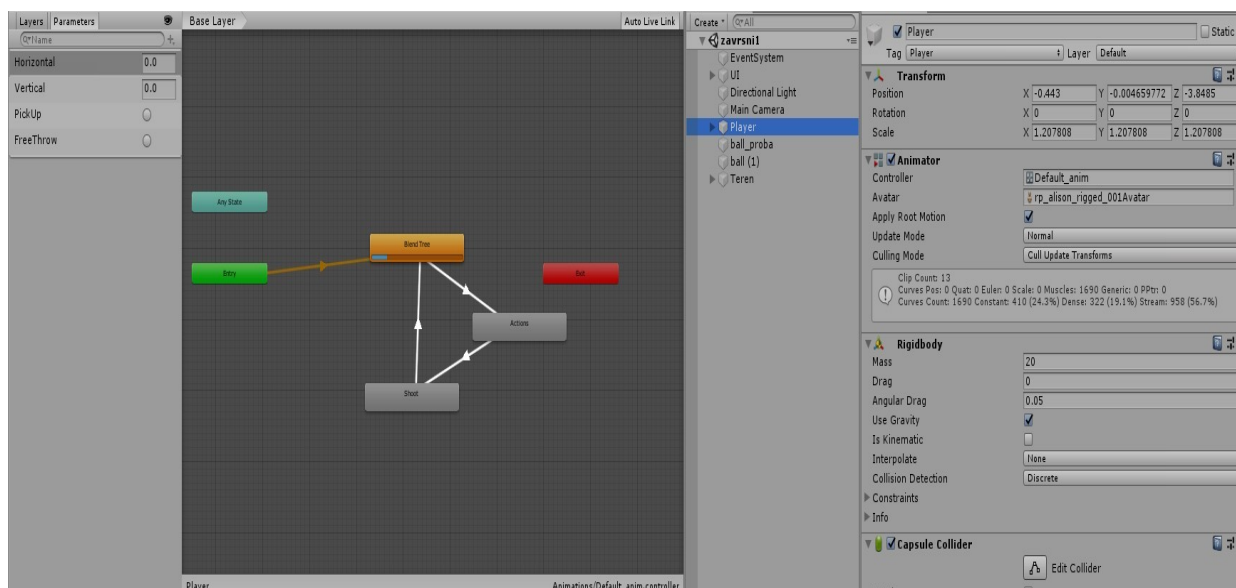 Layers Parameters
Name
Horizontal 0.0
Vertical 0.0
PickUp
FreeThrow
Base Layer Auto Live Link
Any State
Blend Tree
Entry
Exit
Actions
Shoot
Player Animations/Default_anim.controller
Create All
zavrsni1
EventSystem
UI
Directional Light
Main Camera
Player
ball_proba
ball (1)
Teren
Player Static
Tag Player Layer Default
Transform
Position X -0.443 Y -0.004659772 Z -3.8485
Rotation X 0 Y 0 Z 0
Scale X 1.207808 Y 1.207808 Z 1.207808
Animator
Controller Default_anim
Avatar rp_alison_rigged_001Avatar
Apply Root Motion
Update Mode Normal
Culling Mode Cull Update Transforms
Clip Count: 13
Curves Pos: 0 Quat: 0 Euler: 0 Scale: 0 Muscles: 1690 Generic: 0 PPtr: 0
Curves Count: 1690 Constant: 410 (24.3%) Dense: 322 (19.1%) Stream: 958 (56.7%)
Rigidbody
Mass 20
Drag 0
Angular Drag 0.05
Use Gravity
Is Kinematic
Interpolate None
Collision Detection Discrete
Constraints
Info
Capsule Collider
Edit Collider